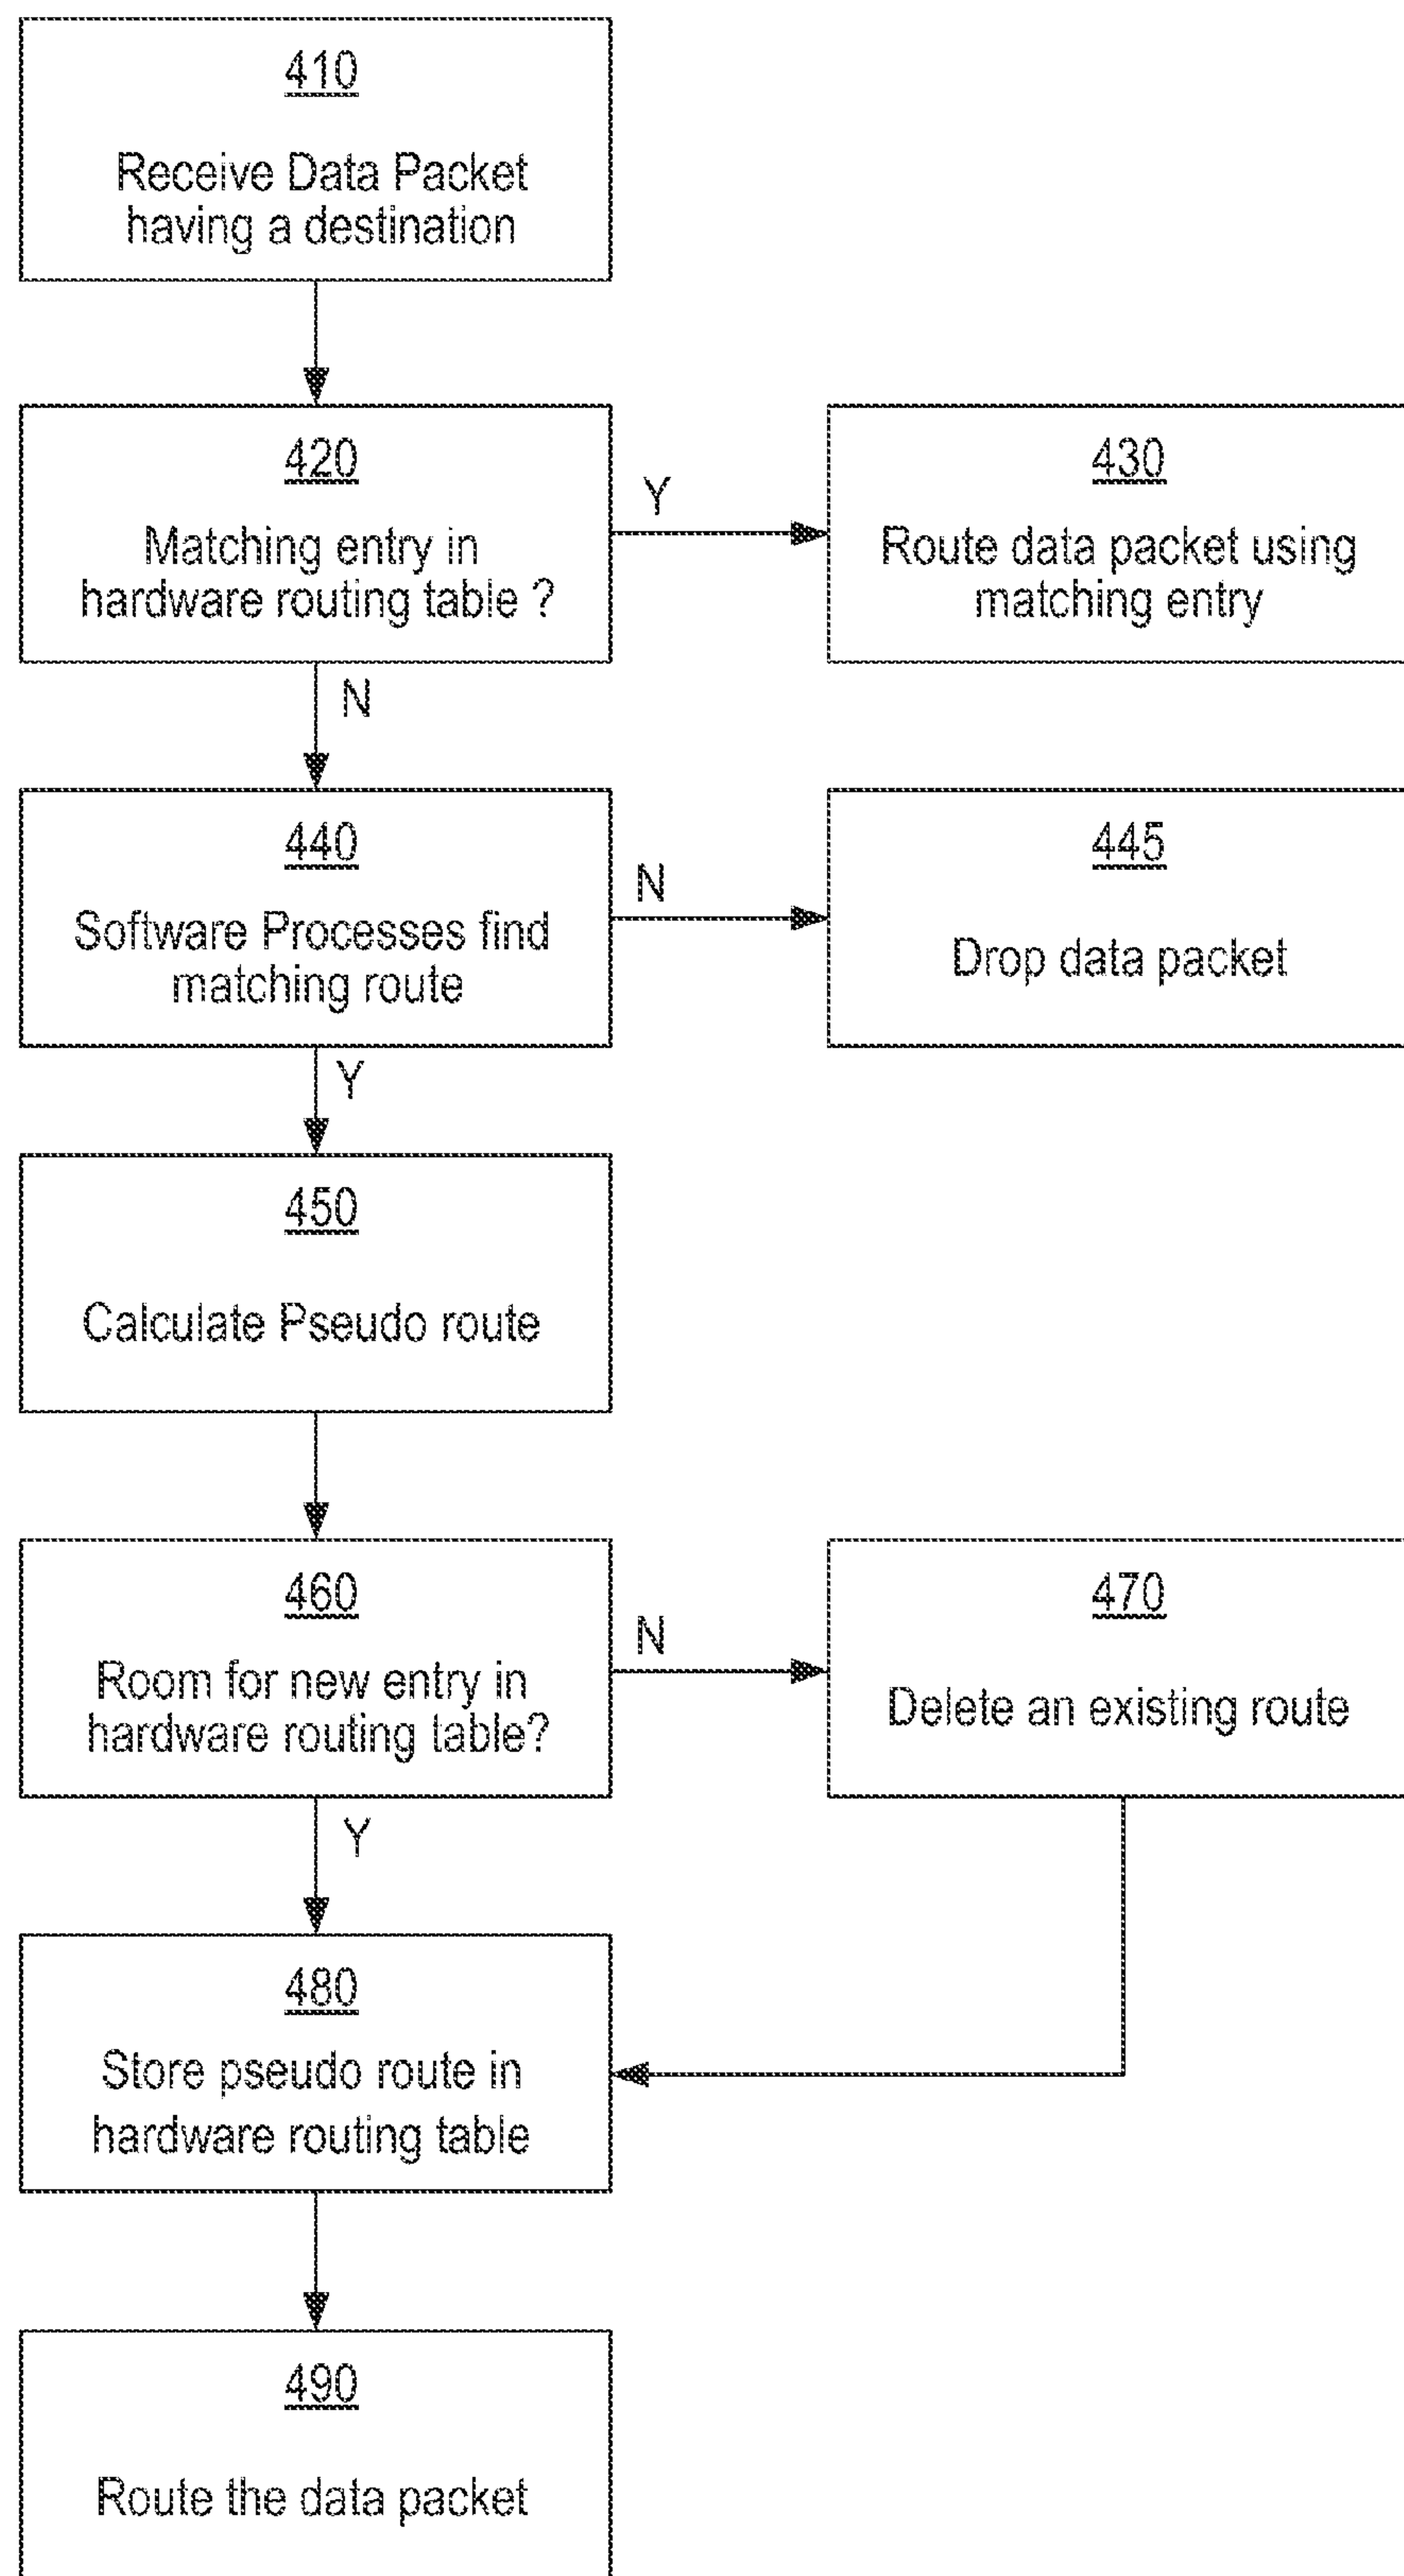 410
Receive Data Packet
having a destination
420
Matching entry in
hardware routing table ?
Y
430
Route data packet using
matching entry
N
440
Software Processes find
matching route
N
445
Drop data packet
Y
450
Calculate Pseudo route
460
Room for new entry in
hardware routing table?
N
470
Delete an existing route
Y
480
Store pseudo route in
hardware routing table
490
Route the data packet